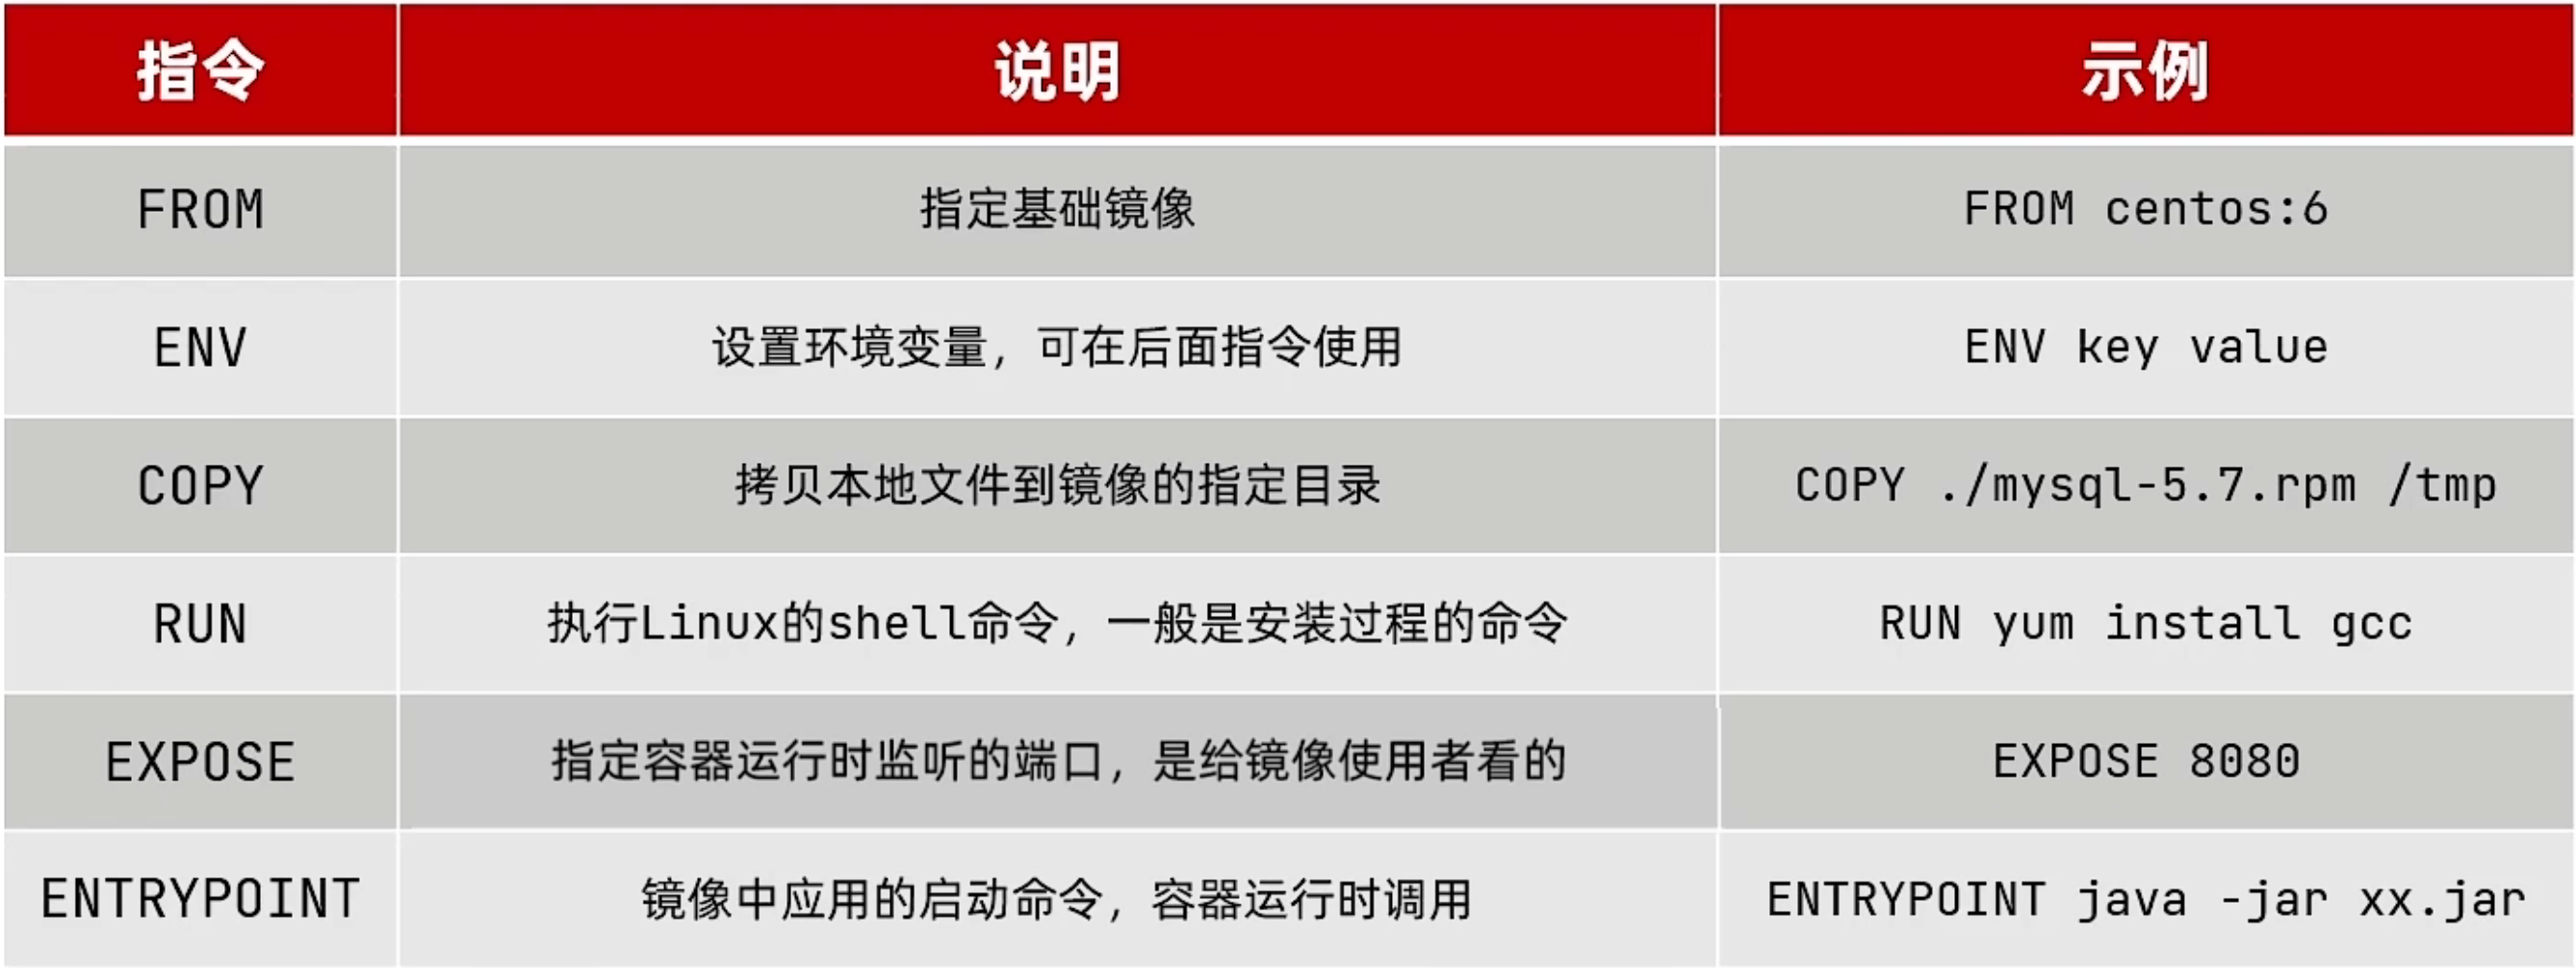 指令 说明 示例
FROM 指定基础镜像 FROM centos:6
ENV 设置环境变量，可在后面指令使用 ENV key value
COPY 拷贝本地文件到镜像的指定目录 COPY ./mysql-5.7.rpm /tmp
RUN 执行Linux的shell命令，一般是安装过程的命令 RUN yum install gcc
EXPOSE 指定容器运行时监听的端口，是给镜像使用者看的 EXPOSE 8080
ENTRYPOINT 镜像中应用的启动命令，容器运行时调用 ENTRYPOINT java -jar xx.jar